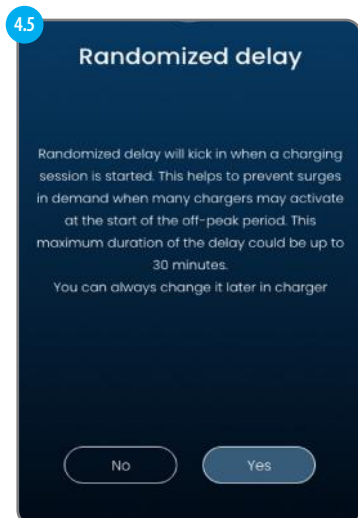 4.5
Randomized delay
Randomized delay will kick in when a charging
session is started. This helps to prevent surges
in demand when many chargers may activate
at the start of the off-peak period. This
maximum duration of the delay could be up to
30 minutes.
You can always change it later in charger
No
Yes